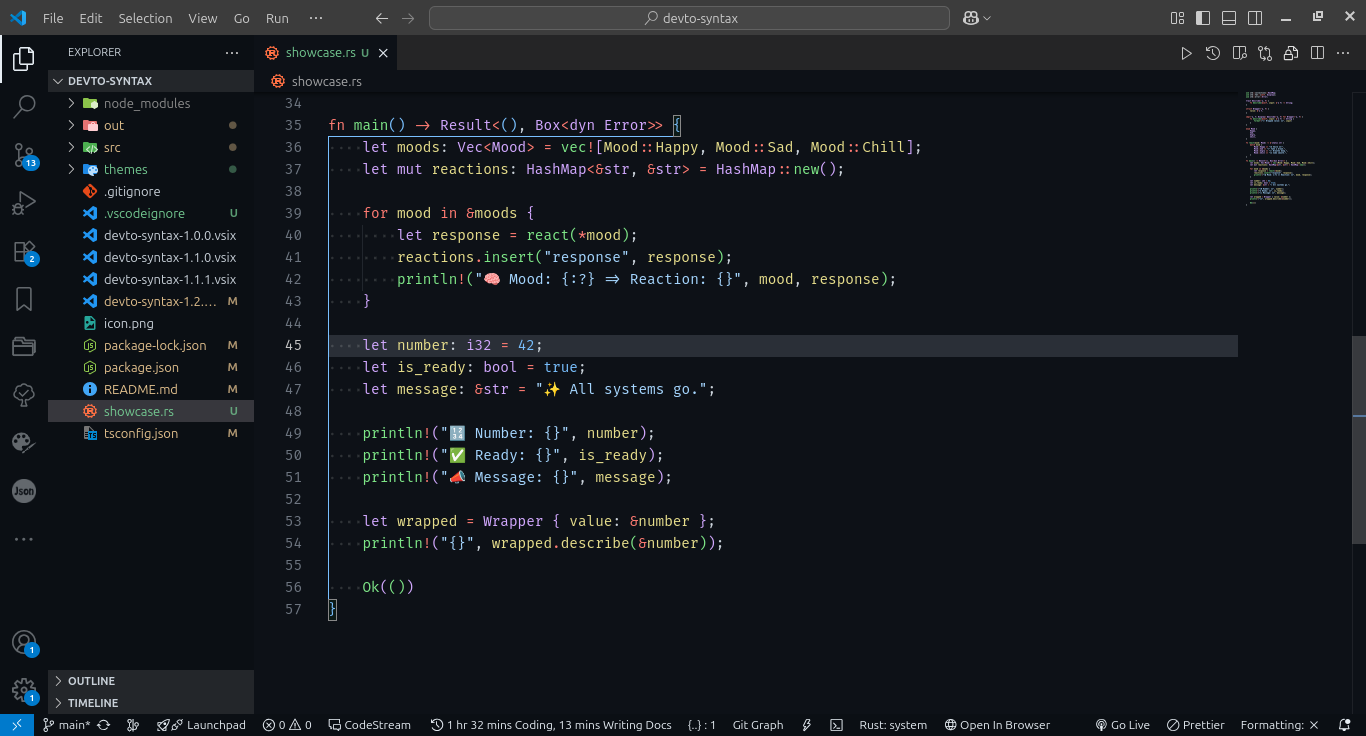 File Edit Selection View Go Run ···
devto-syntax
EXPLORER ···
DEVTO-SYNTAX
node_modules
out
src
themes
.gitignore
.vscodeignore U
devto-syntax-1.0.0.vsix
devto-syntax-1.1.0.vsix
devto-syntax-1.1.1.vsix
devto-syntax-1.2.... M
icon.png
package-lock.json M
package.json M
README.md M
showcase.rs U
tsconfig.json M
OUTLINE
TIMELINE
13
2
Json
1
1
showcase.rs U
showcase.rs
34
35 fn main() -> Result<(), Box<dyn Error>> {
36 let moods: Vec<Mood> = vec![Mood::Happy, Mood::Sad, Mood::Chill];
37 let mut reactions: HashMap<&str, &str> = HashMap::new();
38
39 for mood in &moods {
40 let response = react(*mood);
41 reactions.insert("response", response);
42 println!("🧠 Mood: {:?} => Reaction: {}", mood, response);
43 }
44
45 let number: i32 = 42;
46 let is_ready: bool = true;
47 let message: &str = "✨ All systems go.";
48
49 println!("🔢 Number: {}", number);
50 println!("✅ Ready: {}", is_ready);
51 println!("📣 Message: {}", message);
52
53 let wrapped = Wrapper { value: &number };
54 println!("{}", wrapped.describe(&number));
55
56 Ok(())
57 }
main* Launchpad 0 0 CodeStream 1 hr 32 mins Coding, 13 mins Writing Docs {..} : 1 Git Graph Rust: system Open In Browser Go Live Prettier Formatting: ×